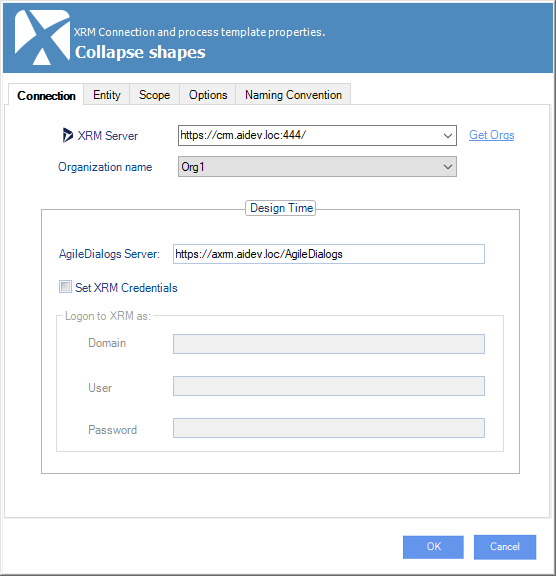 XRM Connection and process template properties.
Collapse shapes
Connection Entity Scope Options Naming Convention
XRM Server https://crm.aidev.loc:444/ Get Orgs
Organization name Org1
Design Time
AgileDialogs Server: https://axrm.aidev.loc/AgileDialogs
Set XRM Credentials
Logon to XRM as:
Domain
User
Password
OK Cancel